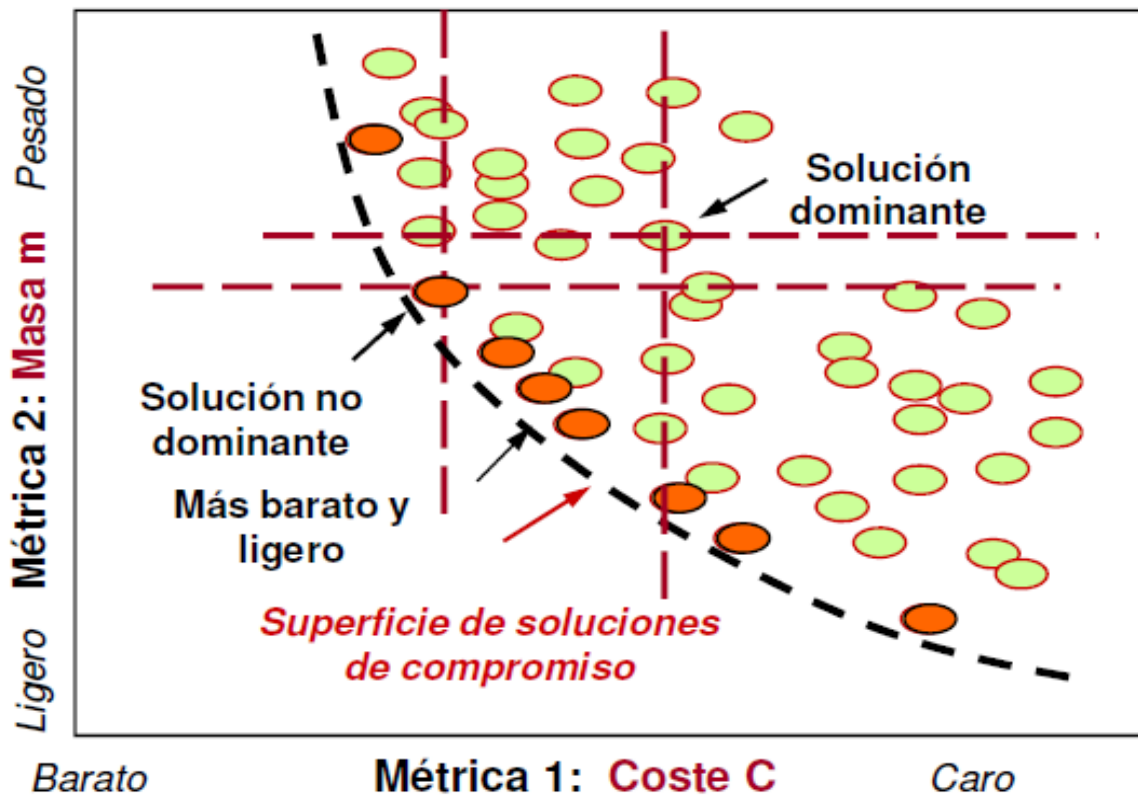 Pesado
Métrica 2: Masa m
Ligero
Solución
dominante
Solución no
dominante
Más barato y
ligero
Superficie de soluciones
de compromiso
Barato
Métrica 1: Coste C
Caro